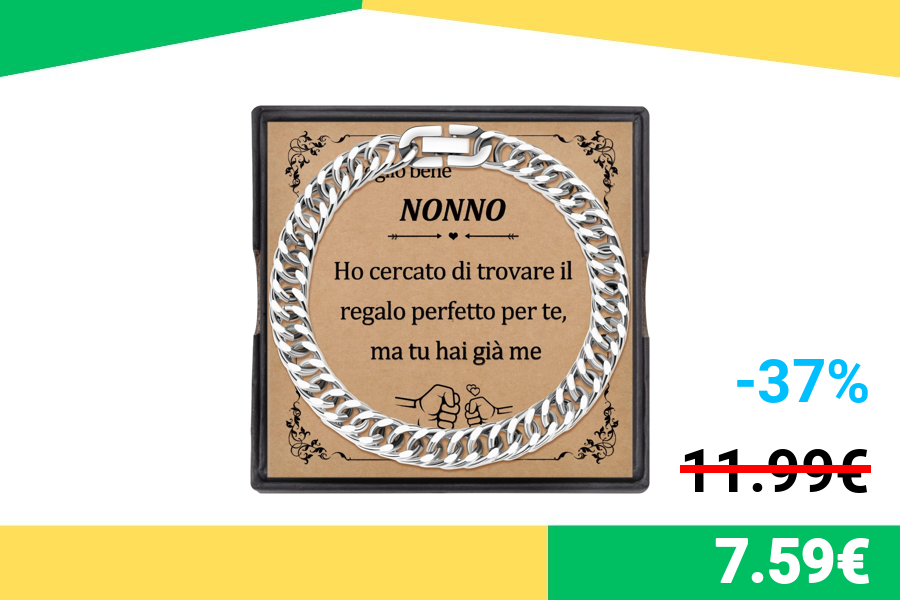 bene
NONNO
Ho cercato di trovare il
regalo perfetto per te,
ma tu hai già me
-37%
11.99€
7.59€